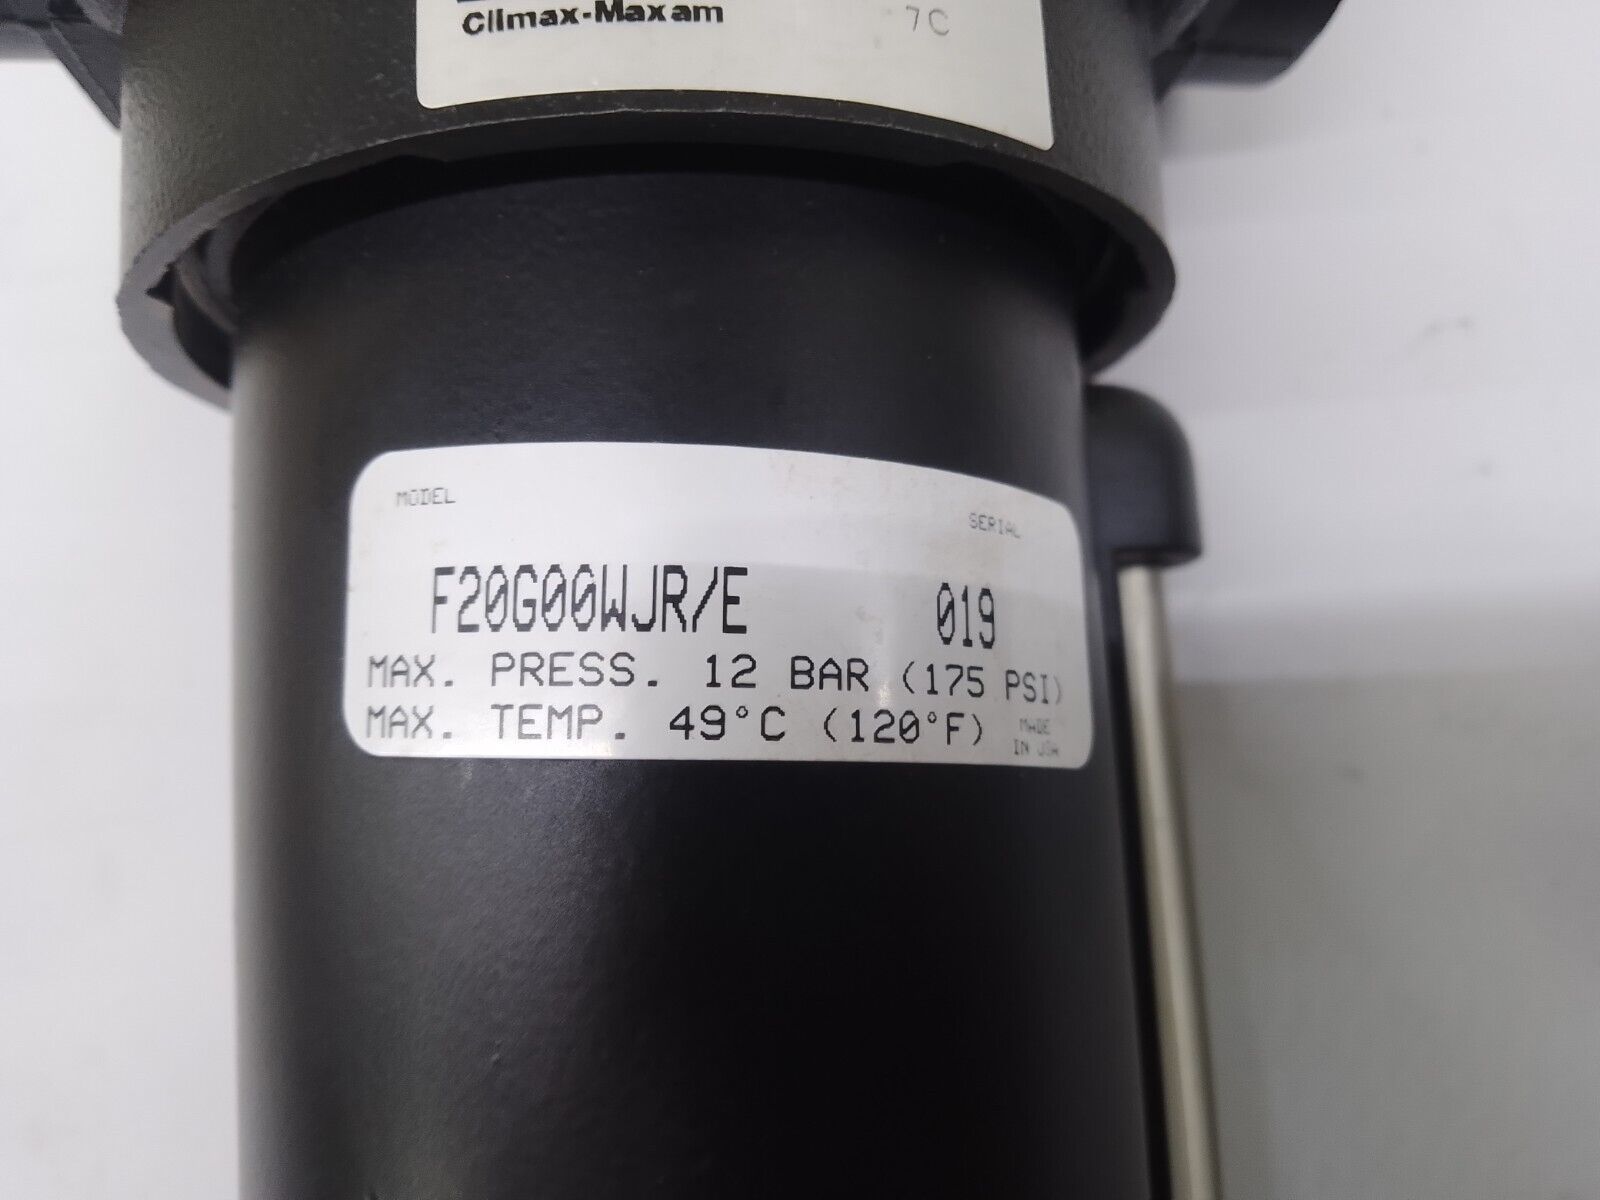 Climax-Maxam 7C
MODEL SERIAL
F20G00WJR/E 019
MAX. PRESS. 12 BAR (175 PSI)
MAX. TEMP. 49°C (120°F)
MADE
IN USA